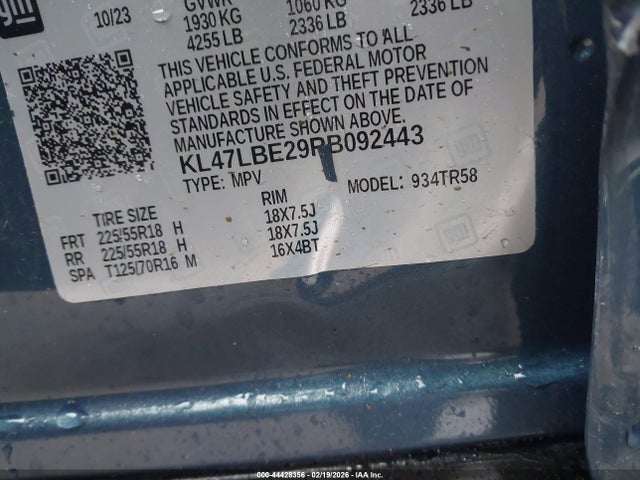 gm
10/23
GVWR
1930 KG 1060 KG 2336 LB
4255 LB 2336 LB
THIS VEHICLE CONFORMS TO ALL
APPLICABLE U.S. FEDERAL MOTOR
VEHICLE SAFETY AND THEFT PREVENTION
STANDARDS IN EFFECT ON THE DATE OF
MANUFACTURE SHOWN ABOVE.
KL47LBE29RB092443
TYPE: MPV MODEL: 934TR58
TIRE SIZE RIM
FRT 225/55R18 H 18X7.5J
RR 225/55R18 H 18X7.5J
SPA T125/70R16 M 16X4BT
000-44428356 - 02/19/2026 - COPYRIGHT IAA, LLC.